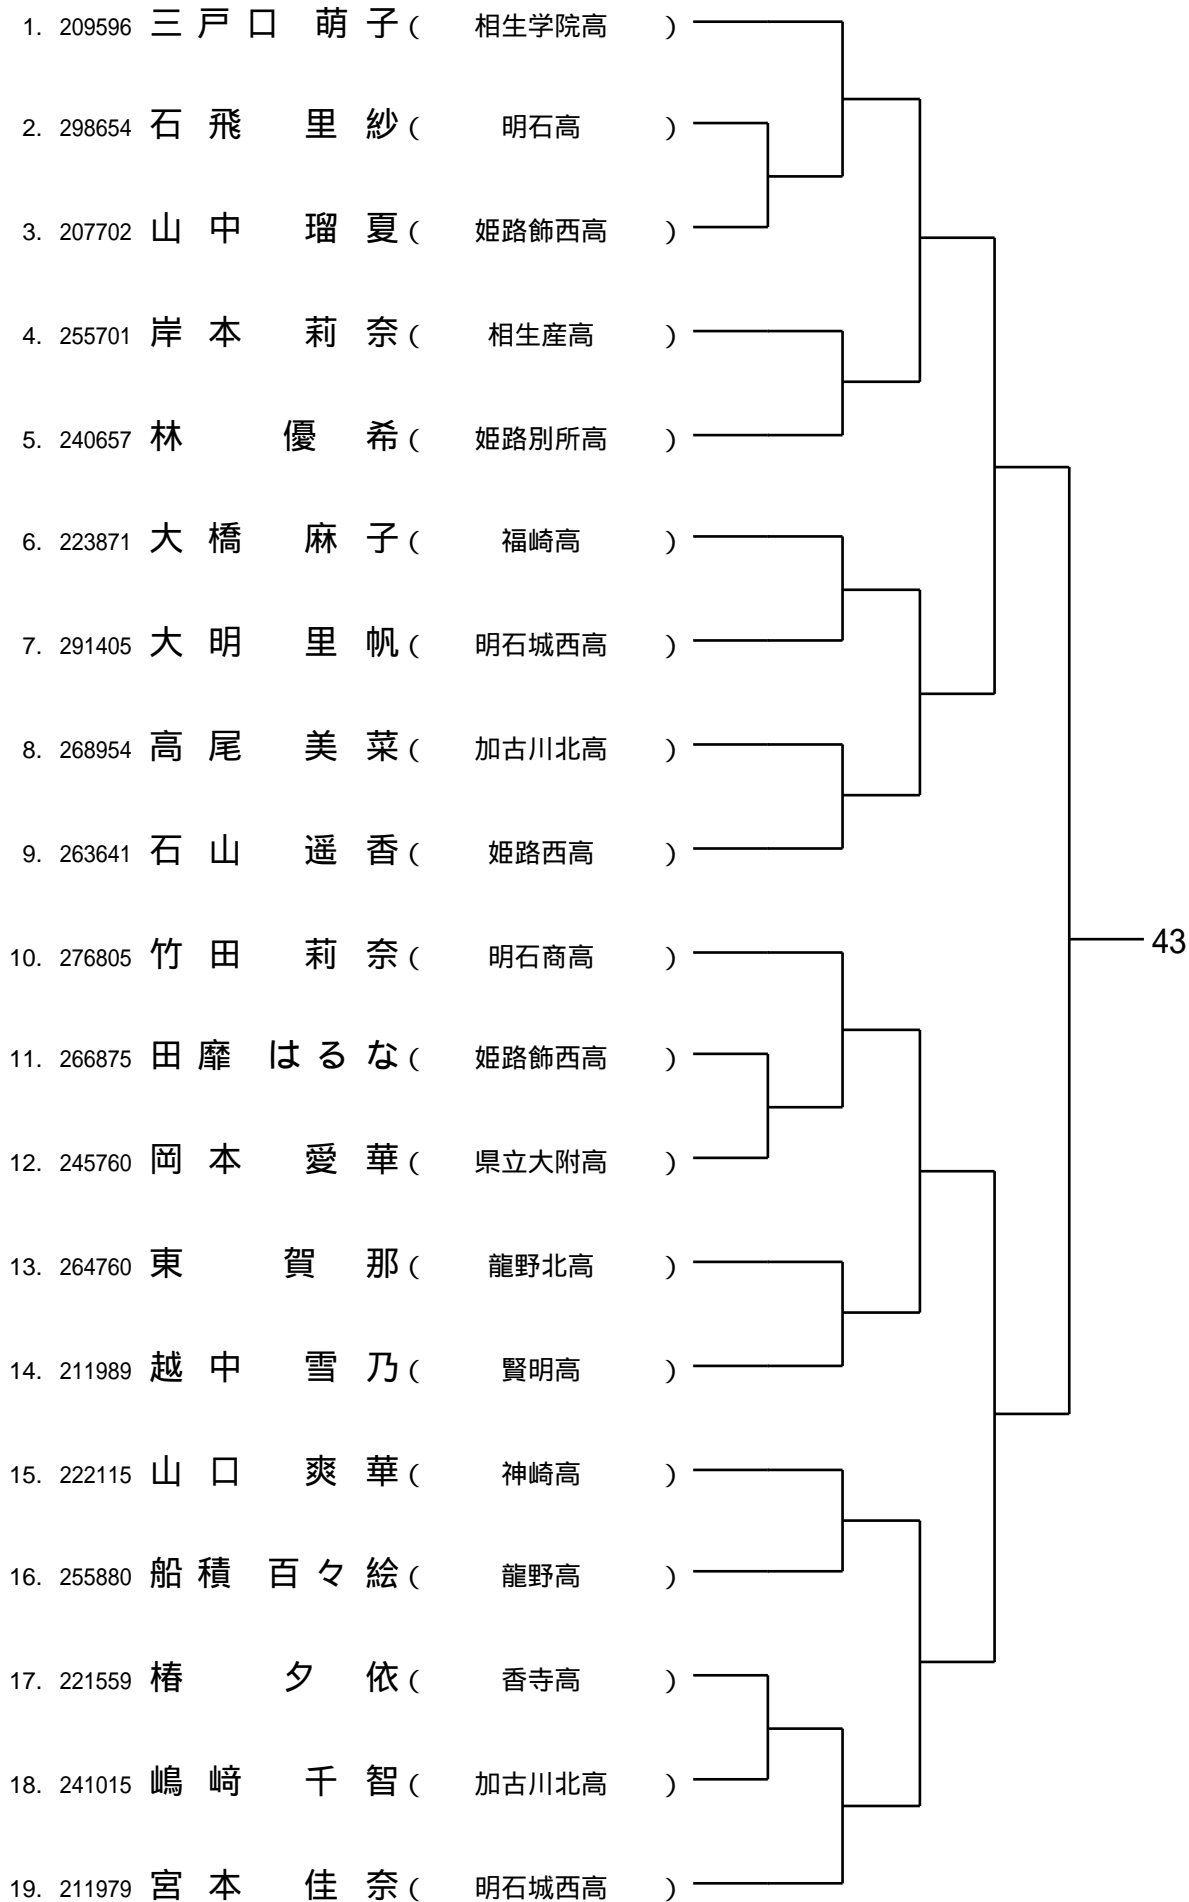 1. 209596 三戸口 萌子 ( 相生学院高 )
2. 298654 石飛 里紗 ( 明石高 )
3. 207702 山中 瑠夏 ( 姫路飾西高 )
4. 255701 岸本 莉奈 ( 相生産高 )
5. 240657 林 優希 ( 姫路別所高 )
6. 223871 大橋 麻子 ( 福崎高 )
7. 291405 大明 里帆 ( 明石城西高 )
8. 268954 高尾 美菜 ( 加古川北高 )
9. 263641 石山 遥香 ( 姫路西高 )
10. 276805 竹田 莉奈 ( 明石商高 )
43
11. 266875 田靡 はるな ( 姫路飾西高 )
12. 245760 岡本 愛華 ( 県立大附高 )
13. 264760 東 賀那 ( 龍野北高 )
14. 211989 越中 雪乃 ( 賢明高 )
15. 222115 山口 爽華 ( 神崎高 )
16. 255880 船積 百々絵 ( 龍野高 )
17. 221559 椿 夕依 ( 香寺高 )
18. 241015 嶋﨑 千智 ( 加古川北高 )
19. 211979 宮本 佳奈 ( 明石城西高 )